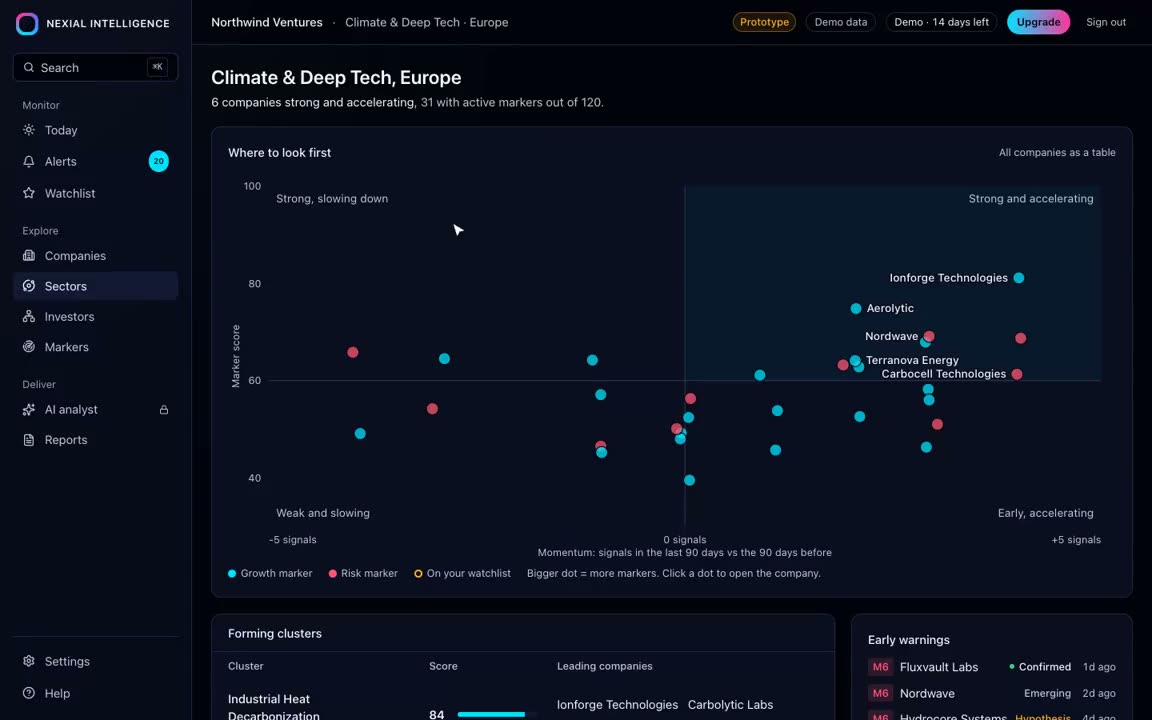 NEXIAL INTELLIGENCE
Search
⌘K
Monitor
Today
Alerts
20
Watchlist
Explore
Companies
Sectors
Investors
Markers
Deliver
AI analyst
Reports
Settings
Help
Northwind Ventures · Climate & Deep Tech · Europe
Prototype
Demo data
Demo · 14 days left
Upgrade
Sign out
Climate & Deep Tech, Europe
6 companies strong and accelerating, 31 with active markers out of 120.
Where to look first
All companies as a table
100
Strong, slowing down
Strong and accelerating
80
Ionforge Technologies
Aerolytic
Nordwave
Marker score
Terranova Energy
Carbocell Technologies
60
40
Weak and slowing
Early, accelerating
-5 signals
0 signals
+5 signals
Momentum: signals in the last 90 days vs the 90 days before
Growth marker
Risk marker
On your watchlist
Bigger dot = more markers. Click a dot to open the company.
Forming clusters
Cluster
Score
Leading companies
Industrial Heat
Decarbonization
84
Ionforge Technologies
Carbolytic Labs
Early warnings
M6 Fluxvault Labs Confirmed 1d ago
M6 Nordwave Emerging 2d ago
M6 Hydrocore Systems Hypothesis 4d ago